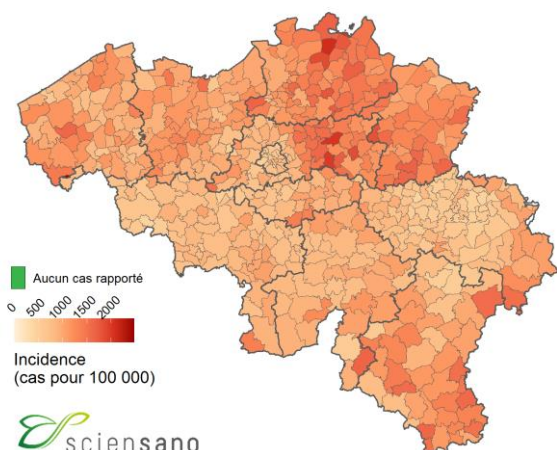 Aucun cas rapporté
0 500 1000 1500 2000
Incidence
(cas pour 100 000)
sciensano